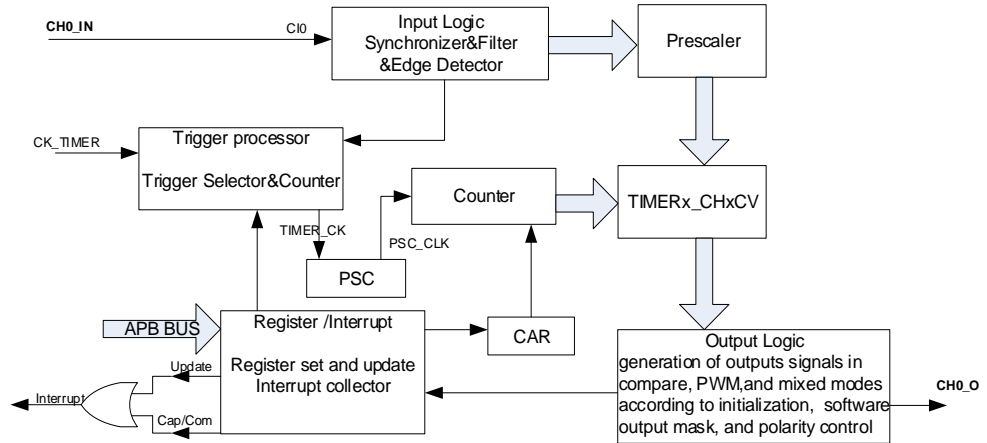 CH0_IN
CI0
Input Logic
Synchronizer&Filter
&Edge Detector
Prescaler
CK_TIMER
Trigger processor
Trigger Selector&Counter
Counter
TIMERx_CHxCV
TIMER_CK
PSC_CLK
PSC
APB BUS
Register /Interrupt
Register set and update
Interrupt collector
CAR
Output Logic
generation of outputs signals in
compare, PWM,and mixed modes
according to initialization, software
output mask, and polarity control
CH0_O
Update
Interrupt
Cap/Com